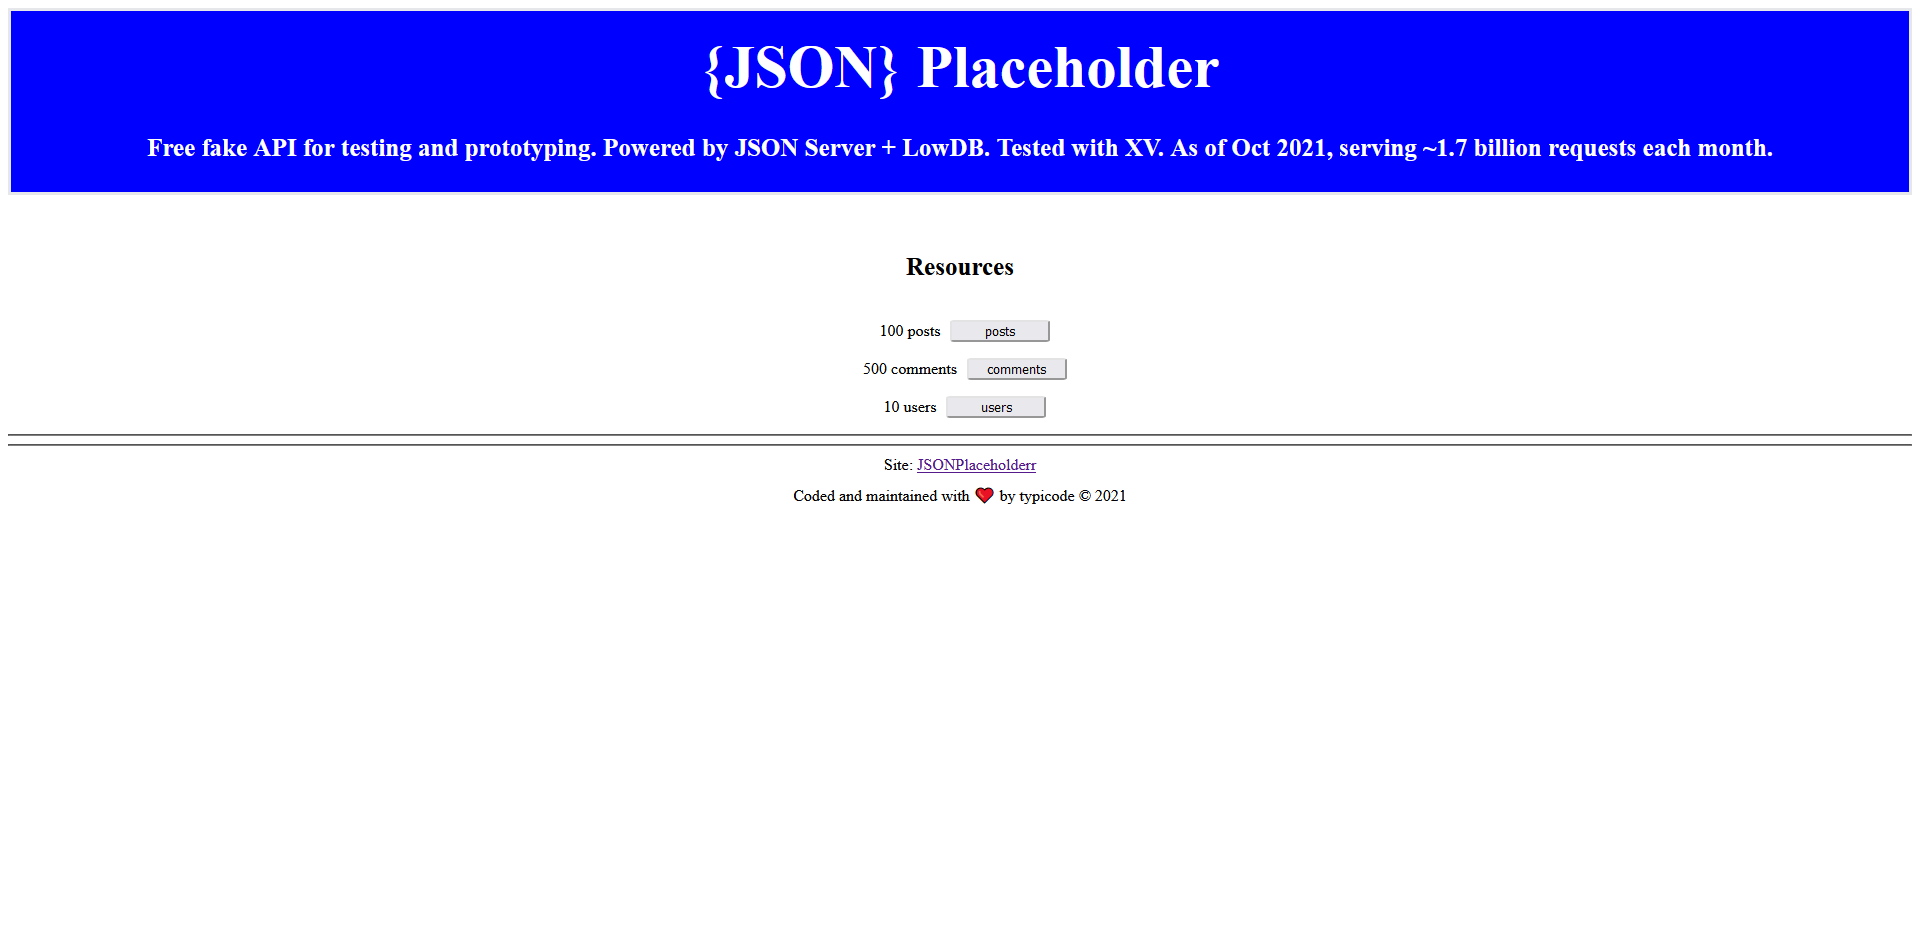 {JSON} Placeholder
Free fake API for testing and prototyping. Powered by JSON Server + LowDB. Tested with XV. As of Oct 2021, serving ~1.7 billion requests each month.
Resources
100 posts posts
500 comments comments
10 users users
Site: JSONPlaceholderr
Coded and maintained with ❤ by typicode © 2021